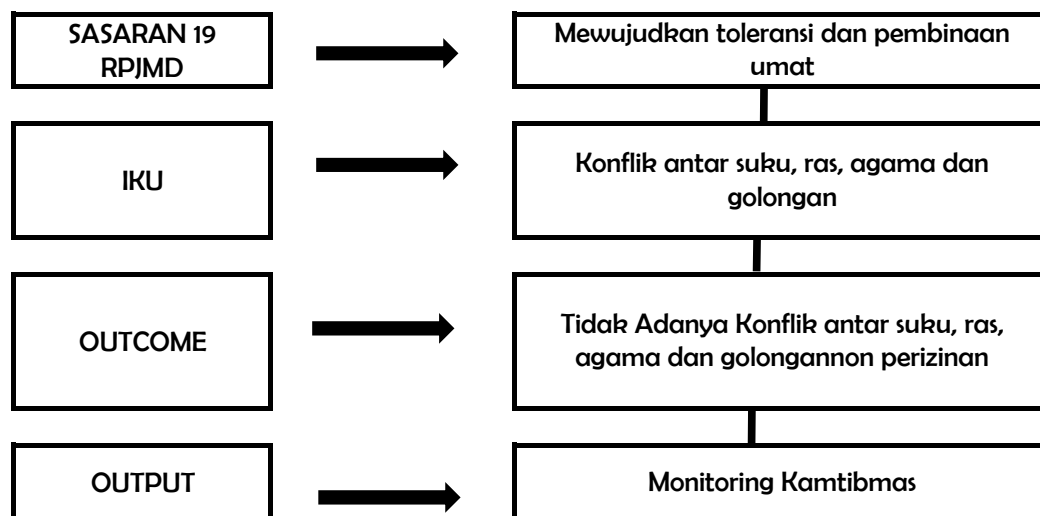 SASARAN 19
RPJMD
Mewujudkan toleransi dan pembinaan
umat
IKU
Konflik antar suku, ras, agama dan
golongan
OUTCOME
Tidak Adanya Konflik antar suku, ras,
agama dan golongannon perizinan
OUTPUT
Monitoring Kamtibmas